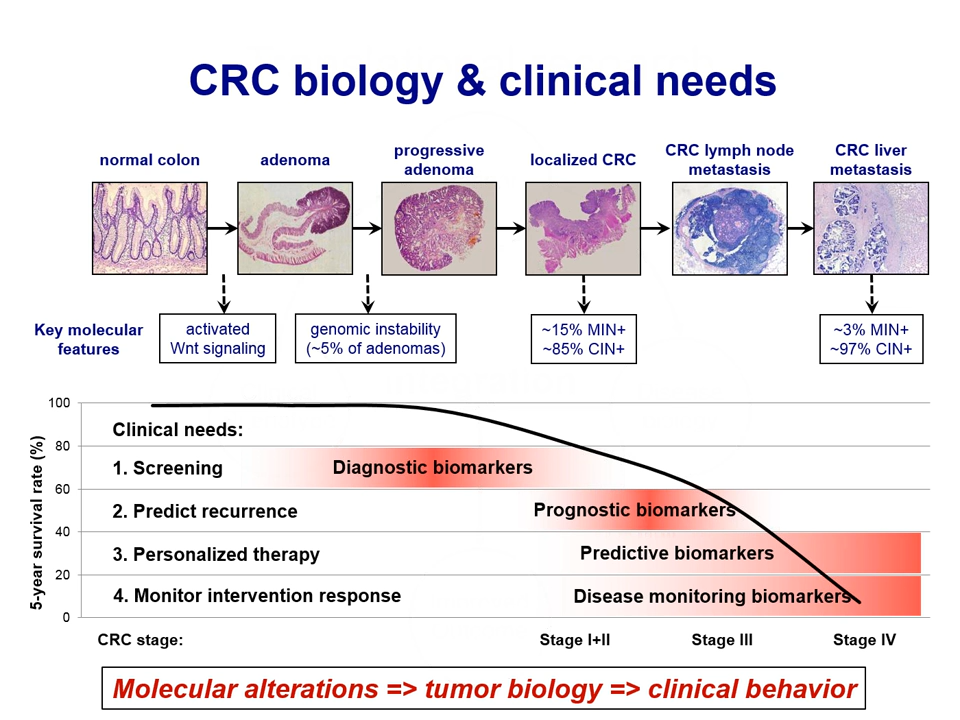 CRC biology & clinical needs
normal colon
adenoma
progressive
adenoma
localized CRC
CRC lymph node
metastasis
CRC liver
metastasis
Key molecular
features
activated
Wnt signaling
genomic instability
(~5% of adenomas)
~15% MIN+
~85% CIN+
~3% MIN+
~97% CIN+
5-year survival rate (%)
100
80
60
40
20
0
Clinical needs:
1. Screening
Diagnostic biomarkers
2. Predict recurrence
Prognostic biomarkers
3. Personalized therapy
Predictive biomarkers
4. Monitor intervention response
Disease monitoring biomarkers
CRC stage:
Stage I+II
Stage III
Stage IV
Molecular alterations => tumor biology => clinical behavior